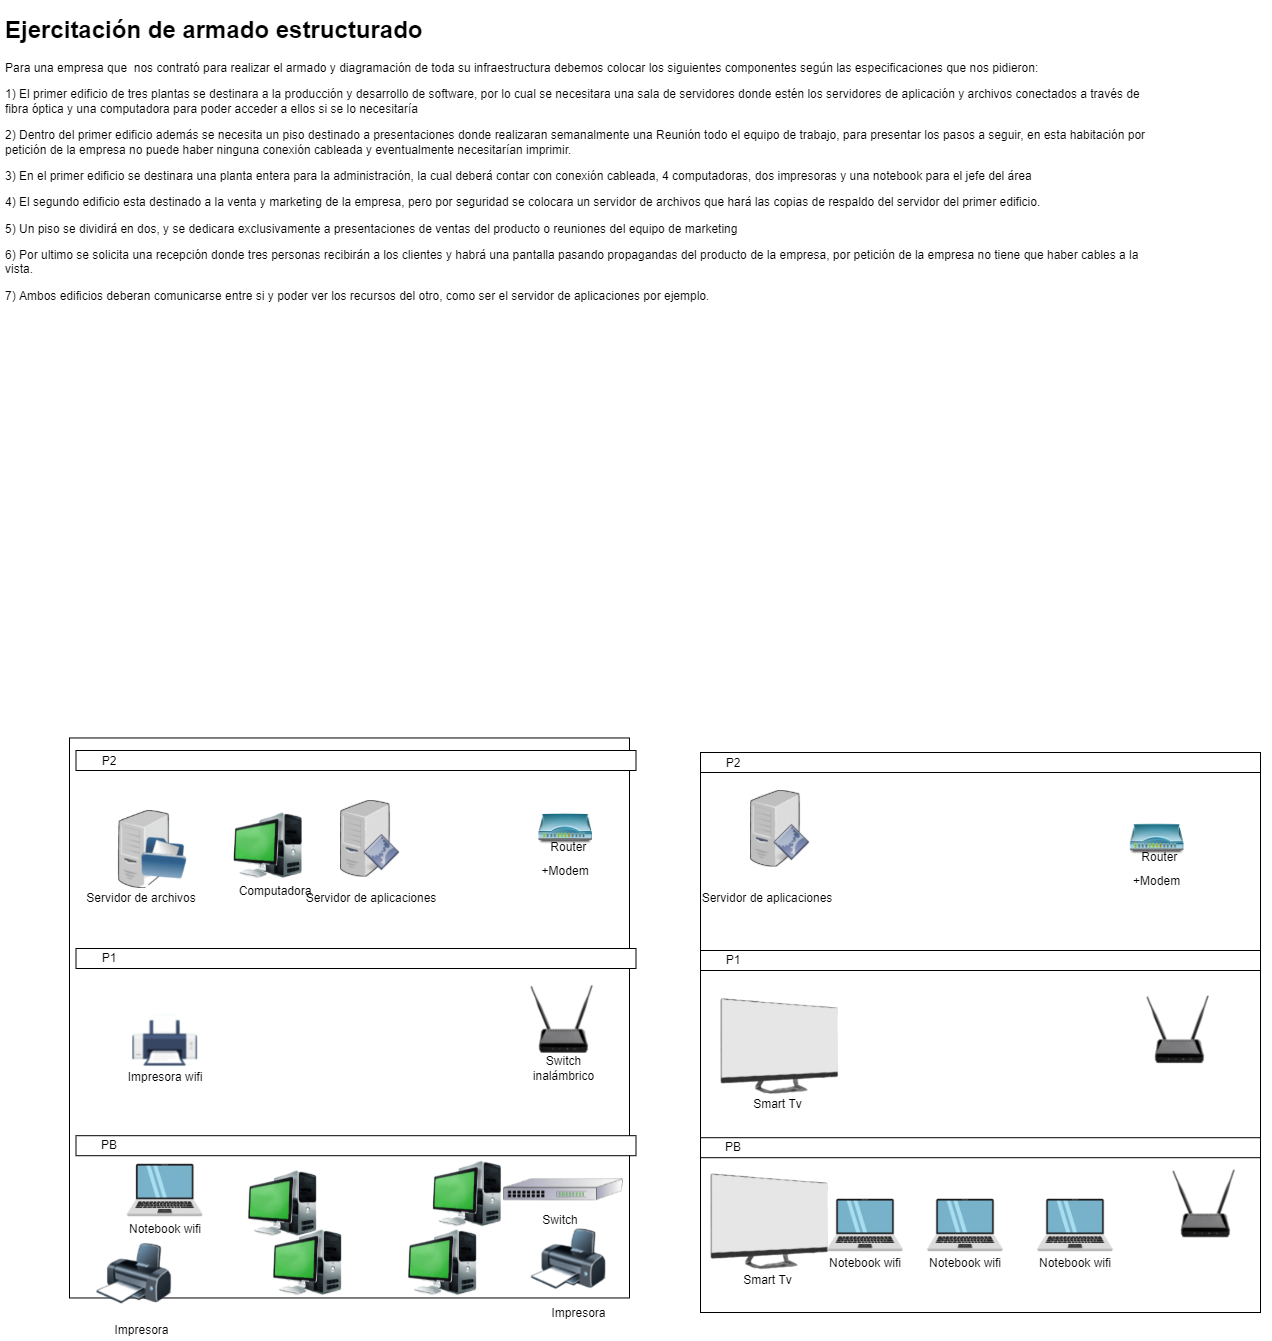 Ejercitación de armado estructurado
Para una empresa que  nos contrató para realizar el armado y diagramación de toda su infraestructura debemos colocar los siguientes componentes según las especificaciones que nos pidieron:
1) El primer edificio de tres plantas se destinara a la producción y desarrollo de software, por lo cual se necesitara una sala de servidores donde estén los servidores de aplicación y archivos conectados a través de
fibra óptica y una computadora para poder acceder a ellos si se lo necesitaría
2) Dentro del primer edificio además se necesita un piso destinado a presentaciones donde realizaran semanalmente una Reunión todo el equipo de trabajo, para presentar los pasos a seguir, en esta habitación por
petición de la empresa no puede haber ninguna conexión cableada y eventualmente necesitarían imprimir.
3) En el primer edificio se destinara una planta entera para la administración, la cual deberá contar con conexión cableada, 4 computadoras, dos impresoras y una notebook para el jefe del área
4) El segundo edificio esta destinado a la venta y marketing de la empresa, pero por seguridad se colocara un servidor de archivos que hará las copias de respaldo del servidor del primer edificio.
5) Un piso se dividirá en dos, y se dedicara exclusivamente a presentaciones de ventas del producto o reuniones del equipo de marketing
6) Por ultimo se solicita una recepción donde tres personas recibirán a los clientes y habrá una pantalla pasando propagandas del producto de la empresa, por petición de la empresa no tiene que haber cables a la
vista.
7) Ambos edificios deberan comunicarse entre si y poder ver los recursos del otro, como ser el servidor de aplicaciones por ejemplo.
P2
Servidor de archivos
Computadora
Servidor de aplicaciones
Router
+Modem
P1
Impresora wifi
Switch
inalámbrico
PB
Notebook wifi
Switch
Impresora
Impresora
P2
Servidor de aplicaciones
Router
+Modem
P1
Smart Tv
PB
Smart Tv
Notebook wifi
Notebook wifi
Notebook wifi